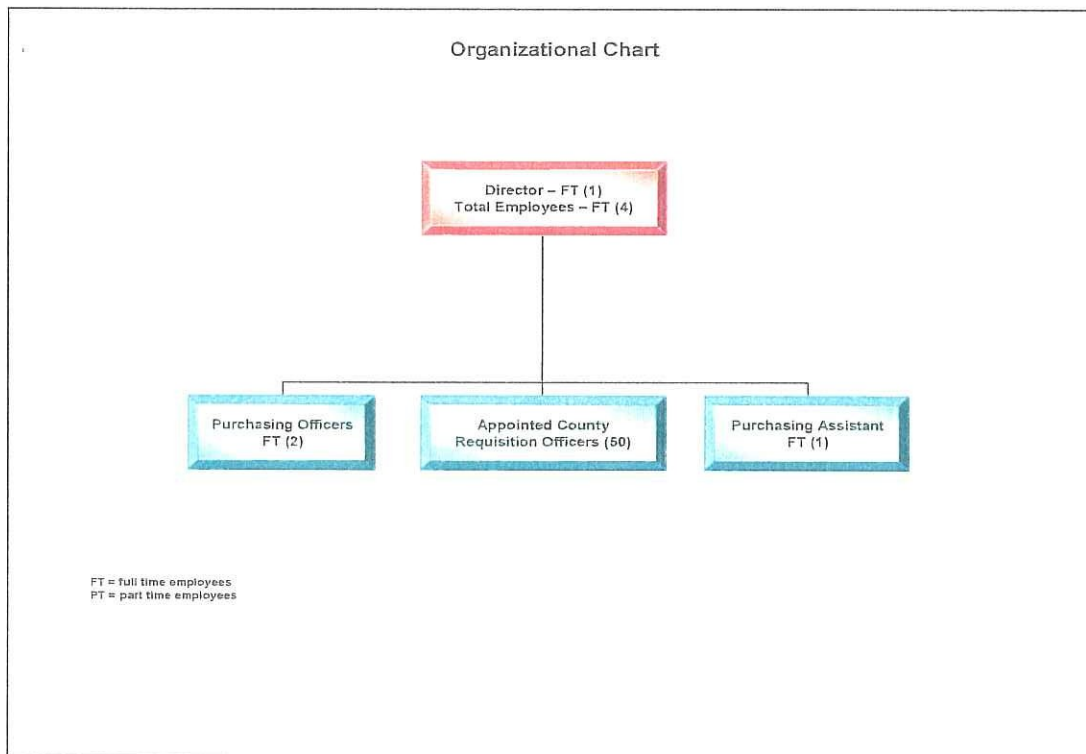 Organizational Chart
Director – FT (1)
Total Employees – FT (4)
Purchasing Officers
FT (2)
Appointed County
Requisition Officers (50)
Purchasing Assistant
FT (1)
FT = full time employees
PT = part time employees